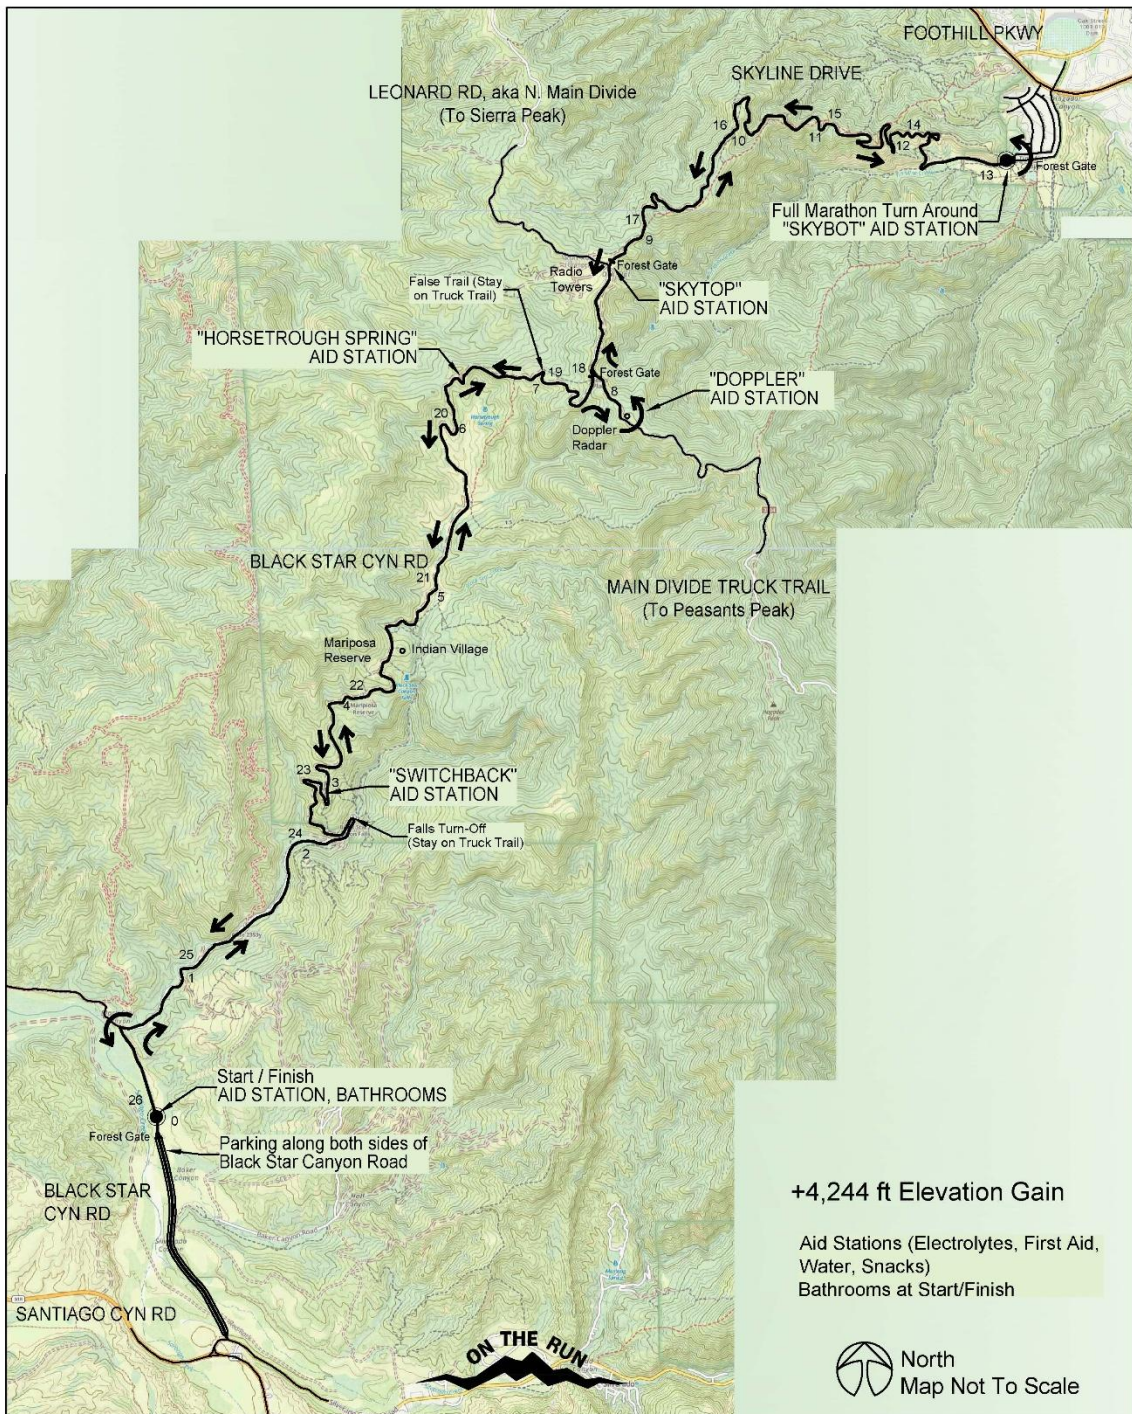 FOOTHILL PKWY
SKYLINE DRIVE
LEONARD RD, aka N. Main Divide
(To Sierra Peak)
16
10
15
11
14
12
13
Forest Gate
Full Marathon Turn Around
"SKYBOT" AID STATION
17
9
Forest Gate
Radio
Towers
"SKYTOP"
AID STATION
False Trail (Stay
on Truck Trail)
"HORSETROUGH SPRING"
AID STATION
19
7
18
Forest Gate
8
"DOPPLER"
AID STATION
Doppler
Radar
20
6
BLACK STAR CYN RD
21
5
MAIN DIVIDE TRUCK TRAIL
(To Peasants Peak)
Mariposa
Reserve
Indian Village
22
4
Mariposa
Reserve
23
3
"SWITCHBACK"
AID STATION
Falls Turn-Off
(Stay on Truck Trail)
24
2
25
1
Start / Finish
AID STATION, BATHROOMS
26
0
Forest Gate
Parking along both sides of
Black Star Canyon Road
BLACK STAR
CYN RD
Baker
Canyon
Baker Canyon Road
SANTIAGO CYN RD
+4,244 ft Elevation Gain
Aid Stations (Electrolytes, First Aid,
Water, Snacks)
Bathrooms at Start/Finish
ON THE RUN
North
Map Not To Scale